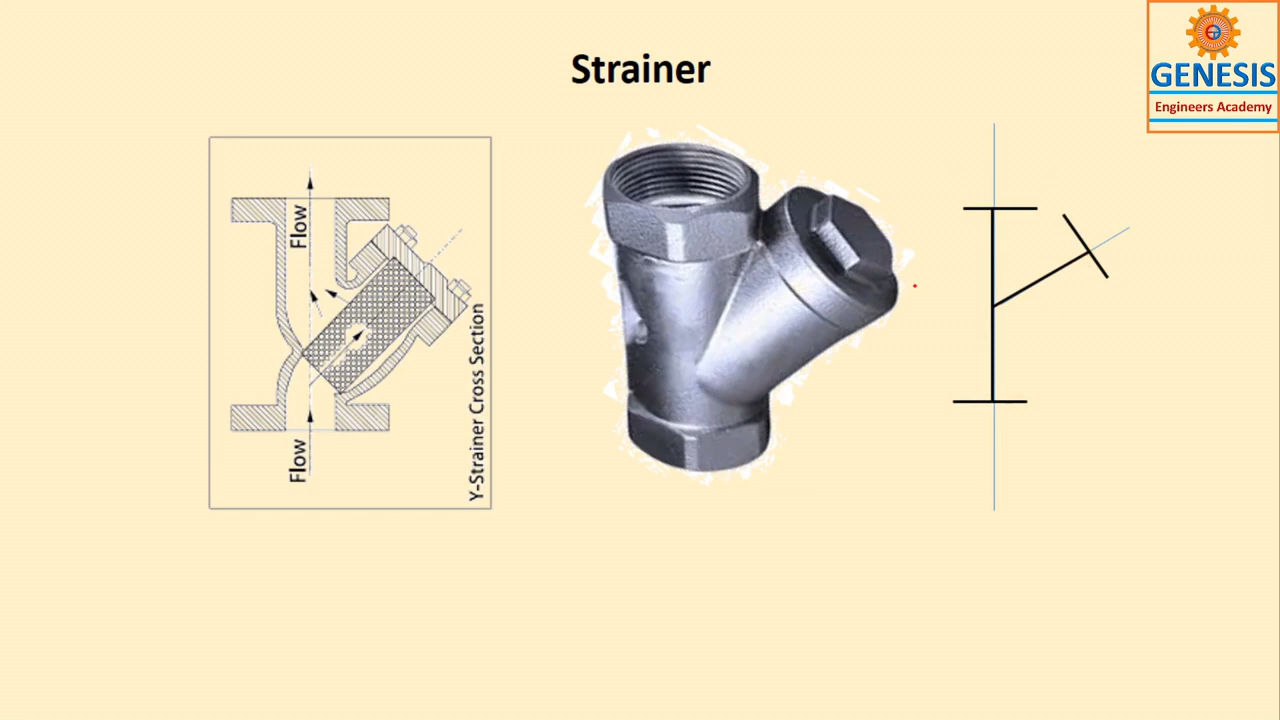 Strainer
GENESIS
Engineers Academy
Flow
Flow
Y-Strainer Cross Section